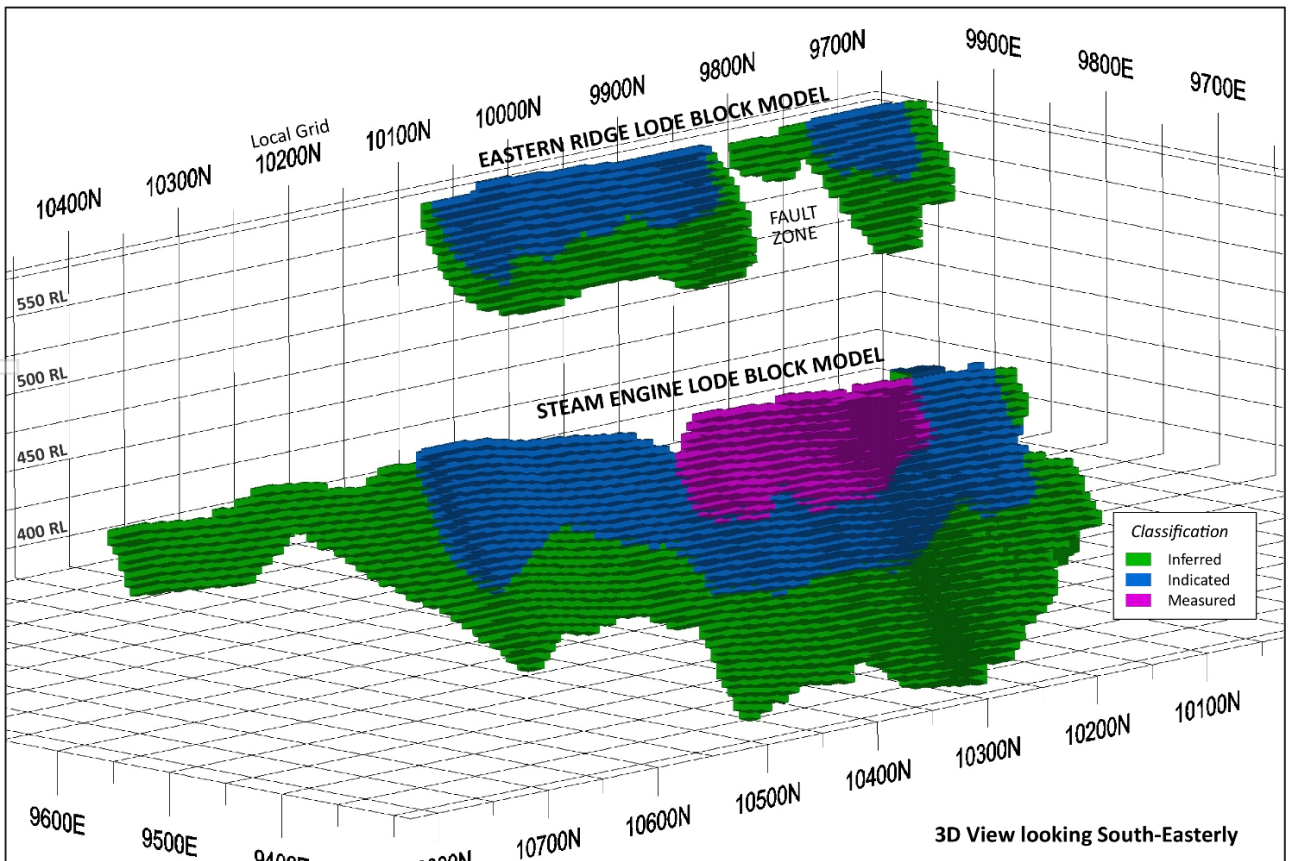 9700N
9900E
9800N
9800E
9900N
9700E
10000N
EASTERN RIDGE LODE BLOCK MODEL
10100N
Local Grid
10200N
10300N
10400N
FAULT
ZONE
550 RL
500 RL
450 RL
400 RL
STEAM ENGINE LODE BLOCK MODEL
Classification
Inferred
Indicated
Measured
10100N
10200N
10300N
10400N
10500N
10600N
10700N
9600E
9500E
3D View looking South-Easterly